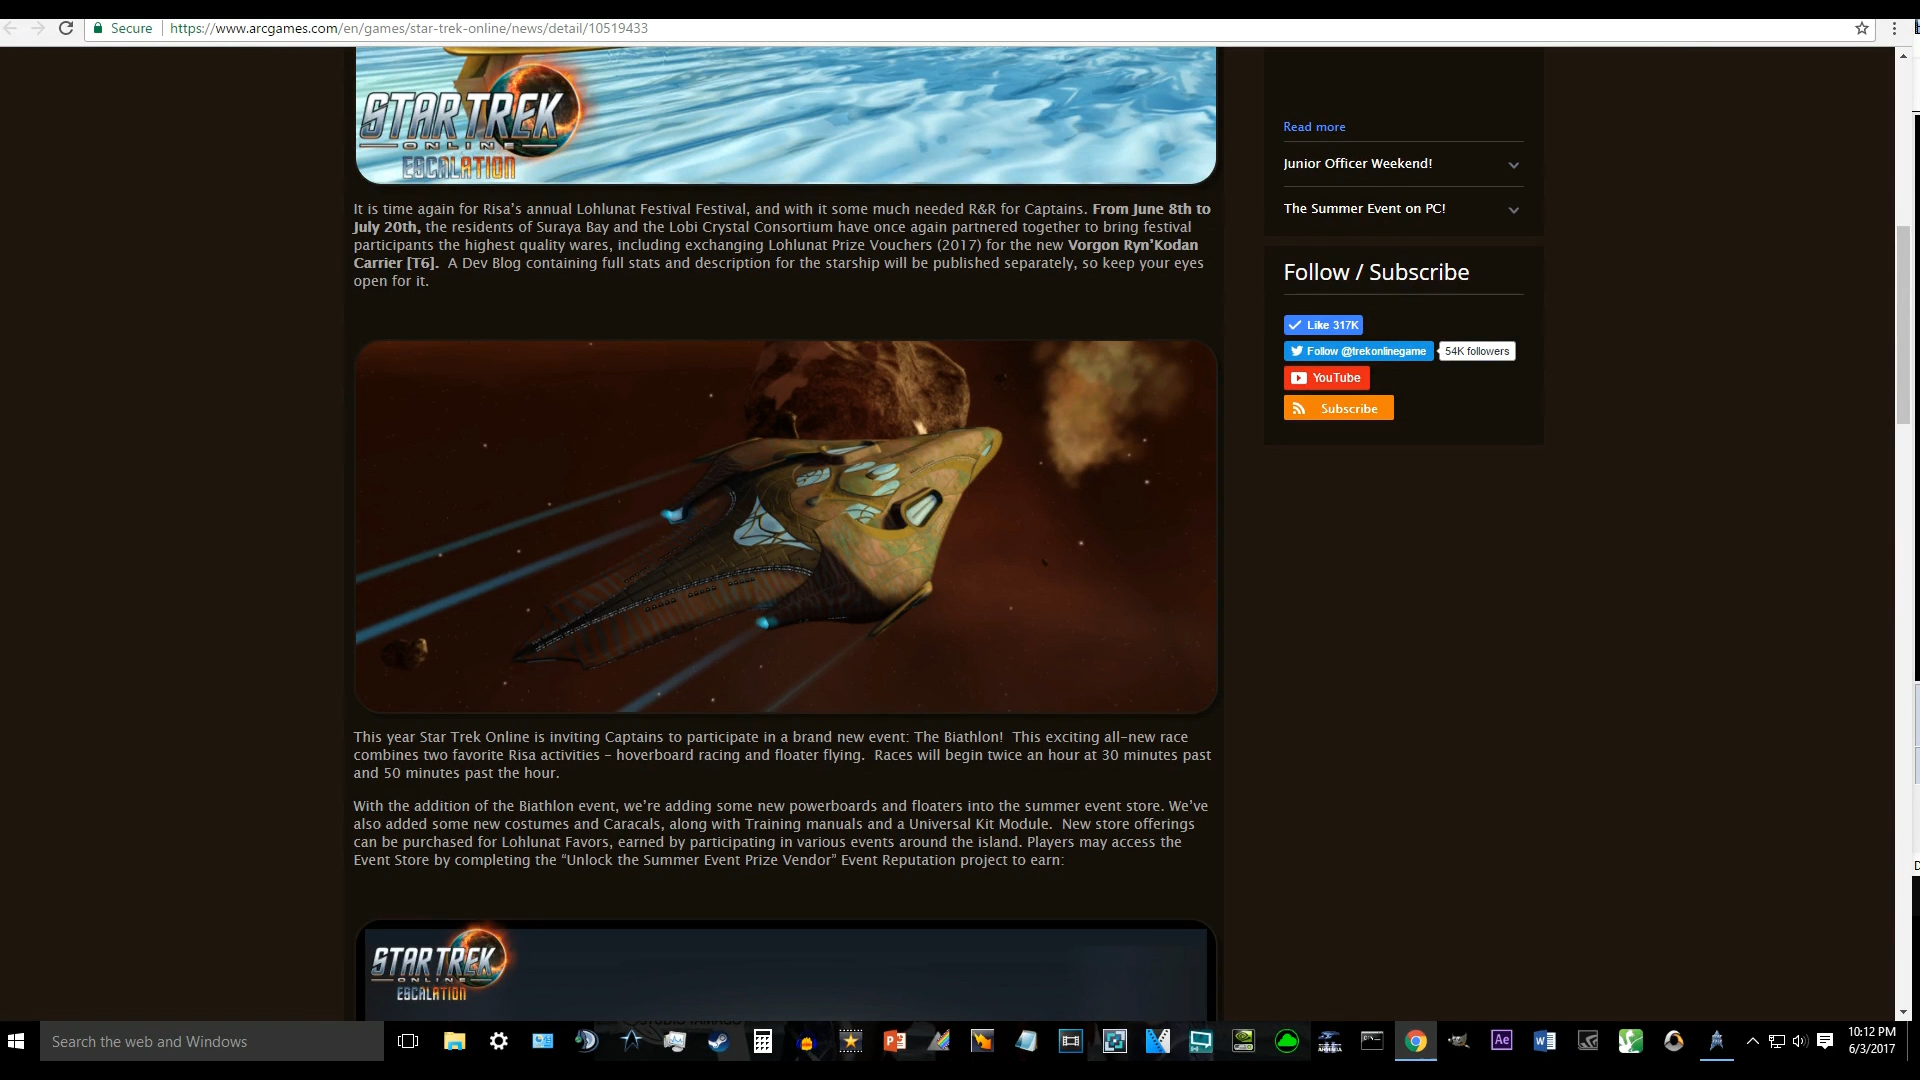 Secure
https://www.arcgames.com/en/games/star-trek-online/news/detail/10519433
STAR TREK
ONLINE
ESCALATION
It is time again for Risa's annual Lohlunat Festival Festival, and with it some much needed R&R for Captains. From June 8th to
July 20th, the residents of Suraya Bay and the Lobi Crystal Consortium have once again partnered together to bring festival
participants the highest quality wares, including exchanging Lohlunat Prize Vouchers (2017) for the new Vorgon Ryn'Kodan
Carrier [T6].  A Dev Blog containing full stats and description for the starship will be published separately, so keep your eyes
open for it.
This year Star Trek Online is inviting Captains to participate in a brand new event: The Biathlon!  This exciting all-new race
combines two favorite Risa activities – hoverboard racing and floater flying.  Races will begin twice an hour at 30 minutes past
and 50 minutes past the hour.
With the addition of the Biathlon event, we're adding some new powerboards and floaters into the summer event store. We've
also added some new costumes and Caracals, along with Training manuals and a Universal Kit Module.  New store offerings
can be purchased for Lohlunat Favors, earned by participating in various events around the island. Players may access the
Event Store by completing the “Unlock the Summer Event Prize Vendor” Event Reputation project to earn:
STAR TREK
ONLINE
ESCALATION
Read more
Junior Officer Weekend!
The Summer Event on PC!
Follow / Subscribe
Like 317K
Follow @trekonlinegame
54K followers
YouTube
Subscribe
Search the web and Windows
Ae
10:12 PM
6/3/2017